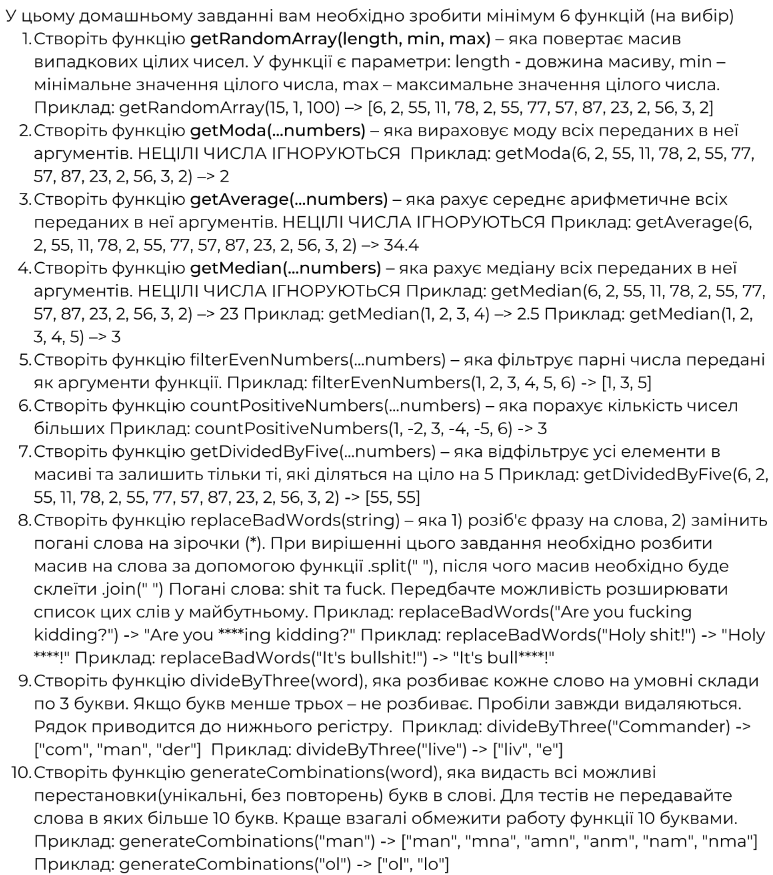 У цьому домашньому завданні вам необхідно зробити мінімум 6 функцій (на вибір)
1. Створіть функцію getRandomArray(length, min, max) – яка повертає масив
випадкових цілих чисел. У функції є параметри: length - довжина масиву, min –
мінімальне значення цілого числа, max – максимальне значення цілого числа.
Приклад: getRandomArray(15, 1, 100) –> [6, 2, 55, 11, 78, 2, 55, 77, 57, 87, 23, 2, 56, 3, 2]
2. Створіть функцію getModa(...numbers) – яка вираховує моду всіх переданих в неї
аргументів. НЕЦІЛІ ЧИСЛА ІГНОРУЮТЬСЯ  Приклад: getModa(6, 2, 55, 11, 78, 2, 55, 77,
57, 87, 23, 2, 56, 3, 2) –> 2
3. Створіть функцію getAverage(...numbers) – яка рахує середнє арифметичне всіх
переданих в неї аргументів. НЕЦІЛІ ЧИСЛА ІГНОРУЮТЬСЯ Приклад: getAverage(6,
2, 55, 11, 78, 2, 55, 77, 57, 87, 23, 2, 56, 3, 2) –> 34.4
4. Створіть функцію getMedian(...numbers) – яка рахує медіану всіх переданих в неї
аргументів. НЕЦІЛІ ЧИСЛА ІГНОРУЮТЬСЯ Приклад: getMedian(6, 2, 55, 11, 78, 2, 55, 77,
57, 87, 23, 2, 56, 3, 2) –> 23 Приклад: getMedian(1, 2, 3, 4) –> 2.5 Приклад: getMedian(1, 2,
3, 4, 5) –> 3
5. Створіть функцію filterEvenNumbers(...numbers) – яка фільтрує парні числа передані
як аргументи функції. Приклад: filterEvenNumbers(1, 2, 3, 4, 5, 6) -> [1, 3, 5]
6. Створіть функцію countPositiveNumbers(...numbers) – яка порахує кількість чисел
більших Приклад: countPositiveNumbers(1, -2, 3, -4, -5, 6) -> 3
7. Створіть функцію getDividedByFive(...numbers) – яка відфільтрує усі елементи в
масиві та залишить тільки ті, які діляться на ціло на 5 Приклад: getDividedByFive(6, 2,
55, 11, 78, 2, 55, 77, 57, 87, 23, 2, 56, 3, 2) -> [55, 55]
8. Створіть функцію replaceBadWords(string) – яка 1) розіб'є фразу на слова, 2) замінить
погані слова на зірочки (*). При вирішенні цього завдання необхідно розбити
масив на слова за допомогою функції .split(" "), після чого масив необхідно буде
склеїти .join(" ") Погані слова: shit та fuck. Передбачте можливість розширювати
список цих слів у майбутньому. Приклад: replaceBadWords("Are you fucking
kidding?") -> "Are you ****ing kidding?" Приклад: replaceBadWords("Holy shit!") -> "Holy
****!" Приклад: replaceBadWords("It's bullshit!") -> "It's bull****!"
9. Створіть функцію divideByThree(word), яка розбиває кожне слово на умовні склади
по 3 букви. Якщо букв менше трьох – не розбиває. Пробіли завжди видаляються.
Рядок приводится до нижнього регістру.  Приклад: divideByThree("Commander) ->
["com", "man", "der"]  Приклад: divideByThree("live") -> ["liv", "e"]
10. Створіть функцію generateCombinations(word), яка видасть всі можливі
перестановки(унікальні, без повторень) букв в слові. Для тестів не передавайте
слова в яких більше 10 букв. Краще взагалі обмежити работу функції 10 буквами.
Приклад: generateCombinations("man") -> ["man", "mna", "amn", "anm", "nam", "nma"]
Приклад: generateCombinations("ol") -> ["ol", "lo"]